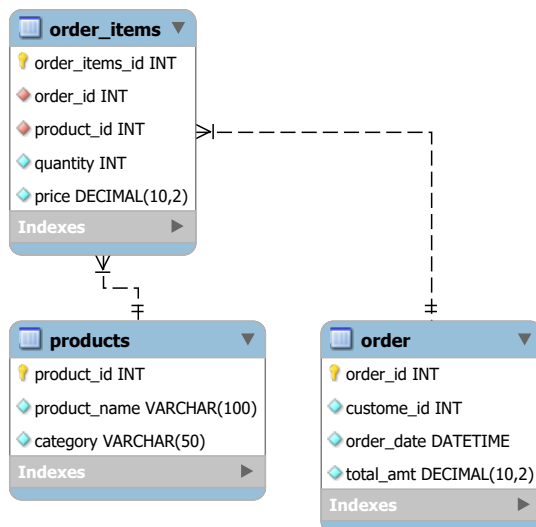 order_items
order_items_id INT
order_id INT
product_id INT
quantity INT
price DECIMAL(10,2)
Indexes
products
product_id INT
product_name VARCHAR(100)
category VARCHAR(50)
Indexes
order
order_id INT
custome_id INT
order_date DATETIME
total_amt DECIMAL(10,2)
Indexes